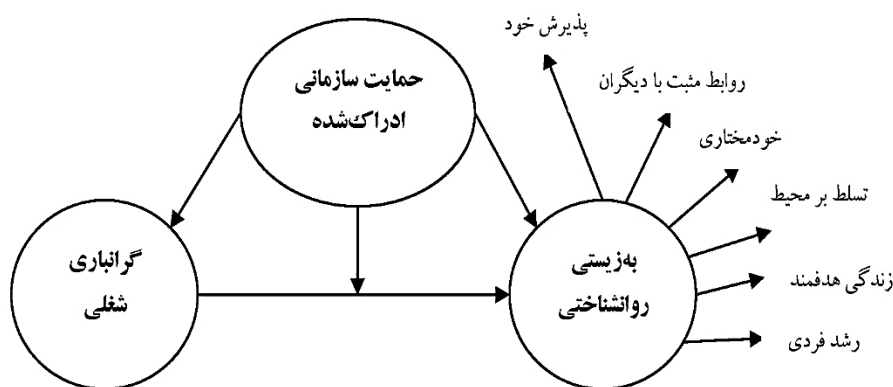 حمایت سازمانی
ادراک‌شده
گرانباری
شغلی
به‌زیستی
روانشناختی
پذیرش خود
روابط مثبت با دیگران
خودمختاری
تسلط بر محیط
زندگی هدفمند
رشد فردی